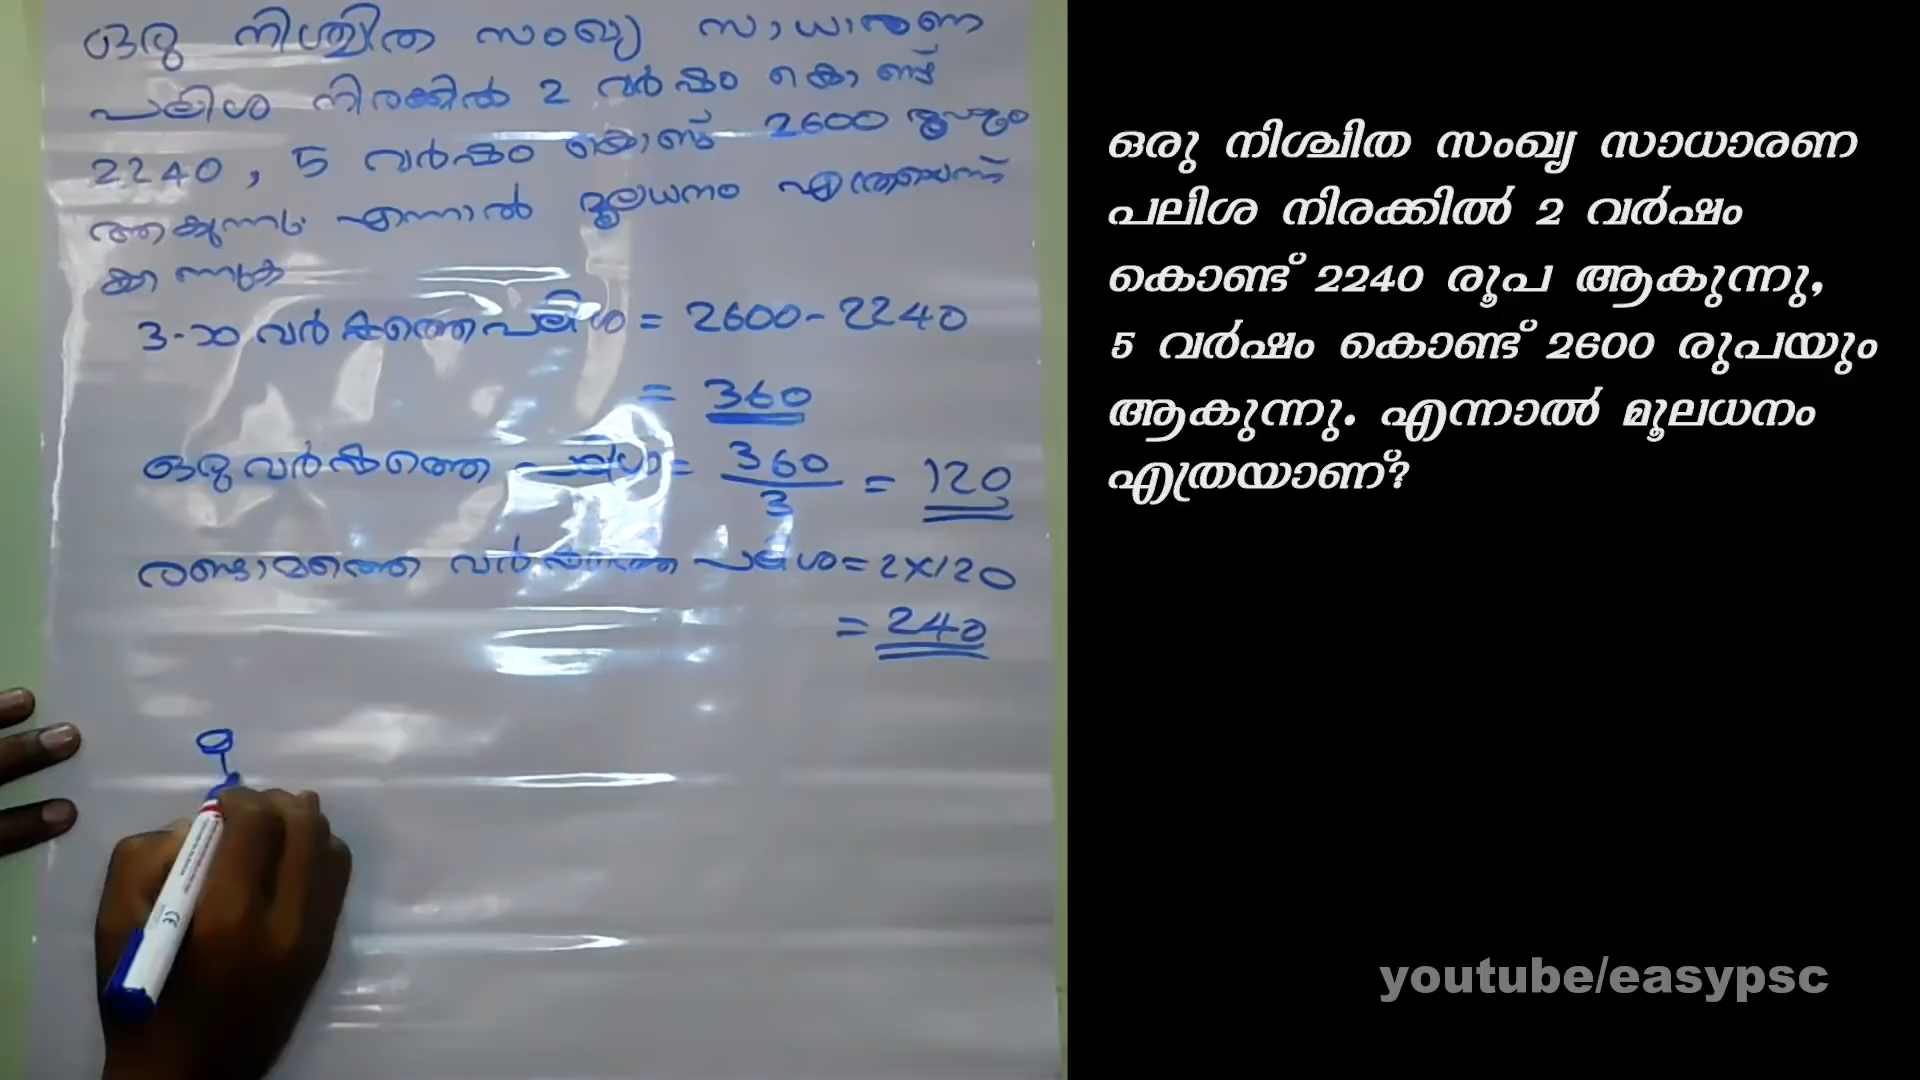 ഒരു നിശ്ചിത സംഖ്യ സാധാരണ
പലിശ നിരക്കിൽ 2 വർഷം കൊണ്ട്
2240, 5 വർഷം കൊണ്ട് 2600 രൂപയും
ആകുന്നു. എന്നാൽ മൂലധനം എത്രയെന്ന്
3-ാം വർഷത്തെ പലിശ = 2600-2240
= 360
ഒരു വർഷത്തെ പലിശ = 360/3 = 120
രണ്ടാമത്തെ വർഷത്തെ പലിശ = 2×120
= 240
ഒരു നിശ്ചിത സംഖ്യ സാധാരണ
പലിശ നിരക്കിൽ 2 വർഷം
കൊണ്ട് 2240 രൂപ ആകുന്നു,
5 വർഷം കൊണ്ട് 2600 രുപയും
ആകുന്നു. എന്നാൽ മൂലധനം
എത്രയാണ്?
youtube/easypsc